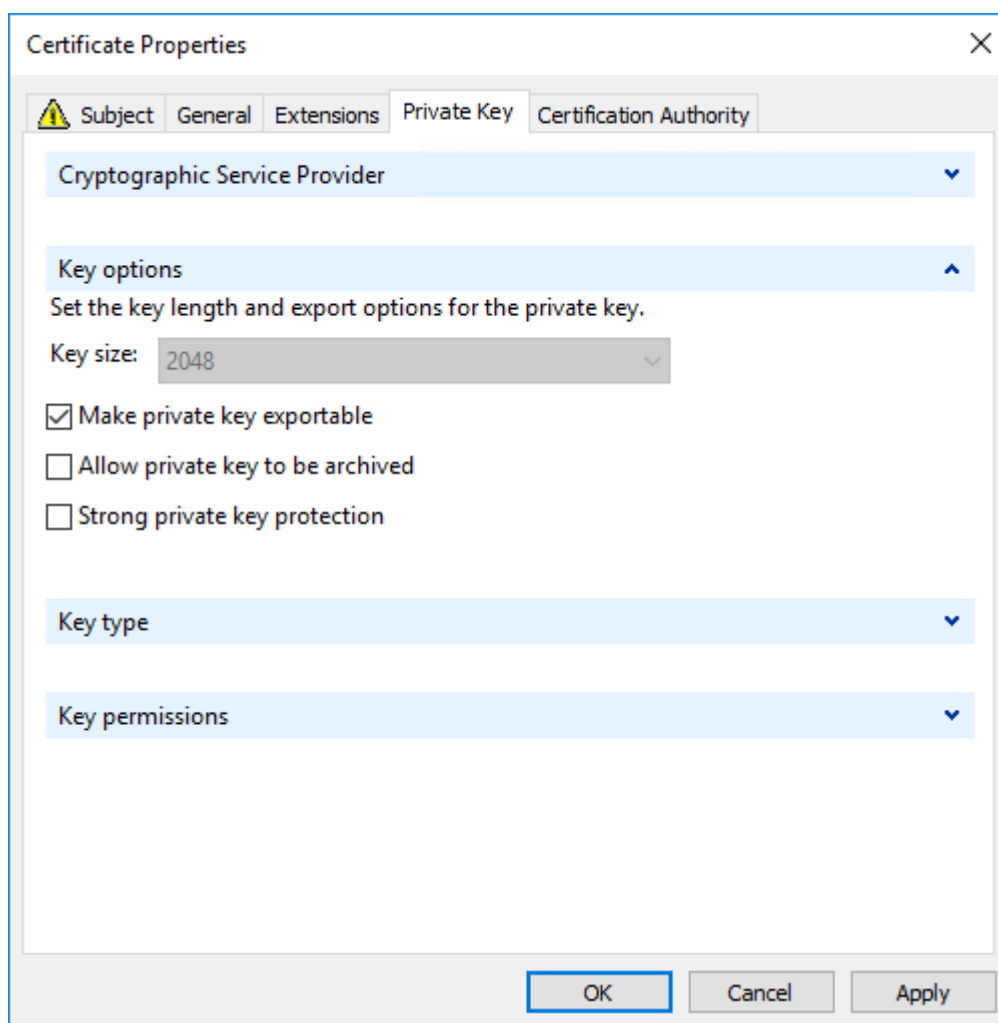 Certificate Properties
Subject General Extensions Private Key Certification Authority
Cryptographic Service Provider
Key options
Set the key length and export options for the private key.
Key size: 2048
Make private key exportable
Allow private key to be archived
Strong private key protection
Key type
Key permissions
OK Cancel Apply